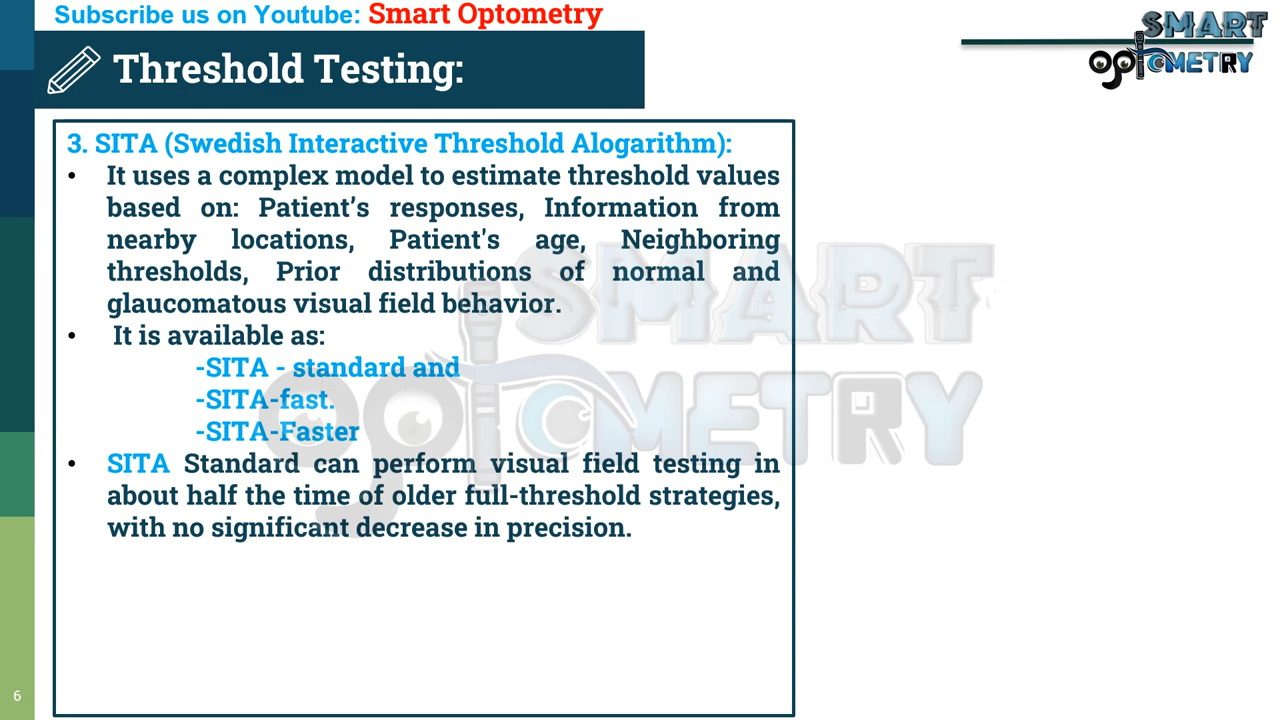 Subscribe us on Youtube: Smart Optometry
SMART
OPTOMETRY
Threshold Testing:
3. SITA (Swedish Interactive Threshold Alogarithm):
• It uses a complex model to estimate threshold values
based on: Patient’s responses, Information from
nearby locations, Patient's age, Neighboring
thresholds, Prior distributions of normal and
glaucomatous visual field behavior.
• It is available as:
-SITA - standard and
-SITA-fast.
-SITA-Faster
• SITA Standard can perform visual field testing in
about half the time of older full-threshold strategies,
with no significant decrease in precision.
SMART
OPTOMETRY
6